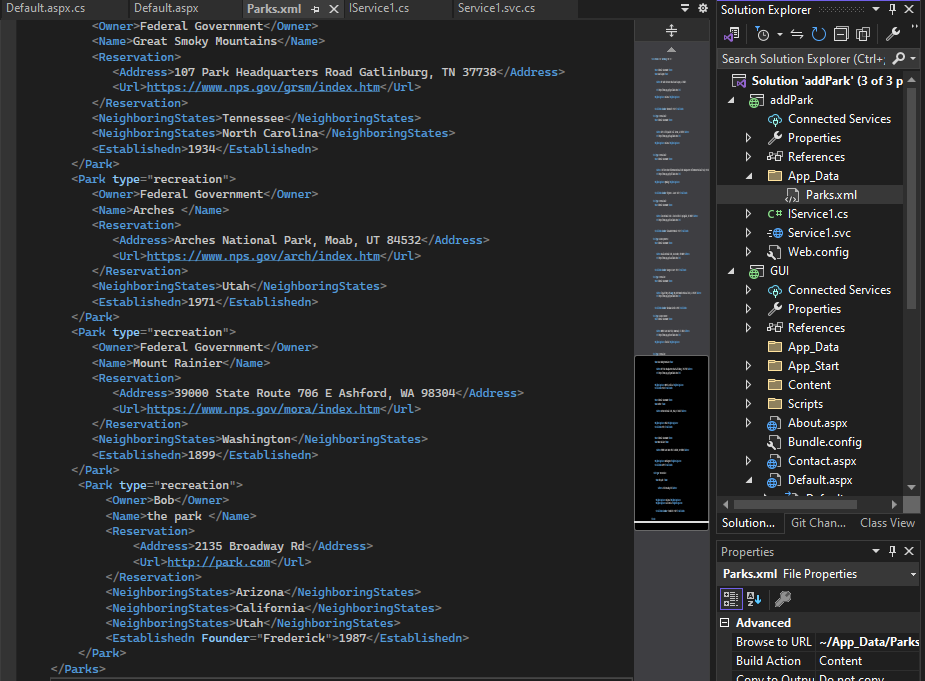 Default.aspx.cs
Default.aspx
Parks.xml
IService1.cs
Service1.svc.cs
<Owner>Federal Government</Owner>
<Name>Great Smoky Mountains</Name>
<Reservation>
<Address>107 Park Headquarters Road Gatlinburg, TN 37738</Address>
<Url>https://www.nps.gov/grsm/index.htm</Url>
</Reservation>
<NeighboringStates>Tennessee</NeighboringStates>
<NeighboringStates>North Carolina</NeighboringStates>
<Establishedn>1934</Establishedn>
</Park>
<Park type="recreation">
<Owner>Federal Government</Owner>
<Name>Arches </Name>
<Reservation>
<Address>Arches National Park, Moab, UT 84532</Address>
<Url>https://www.nps.gov/arch/index.htm</Url>
</Reservation>
<NeighboringStates>Utah</NeighboringStates>
<Establishedn>1971</Establishedn>
</Park>
<Park type="recreation">
<Owner>Federal Government</Owner>
<Name>Mount Rainier</Name>
<Reservation>
<Address>39000 State Route 706 E Ashford, WA 98304</Address>
<Url>https://www.nps.gov/mora/index.htm</Url>
</Reservation>
<NeighboringStates>Washington</NeighboringStates>
<Establishedn>1899</Establishedn>
</Park>
<Park type="recreation">
<Owner>Bob</Owner>
<Name>the park </Name>
<Reservation>
<Address>2135 Broadway Rd</Address>
<Url>http://park.com</Url>
</Reservation>
<NeighboringStates>Arizona</NeighboringStates>
<NeighboringStates>California</NeighboringStates>
<NeighboringStates>Utah</NeighboringStates>
<Establishedn Founder="Frederick">1987</Establishedn>
</Park>
</Parks>
Solution Explorer
Search Solution Explorer (Ctrl+;
Solution 'addPark' (3 of 3 p
addPark
Connected Services
Properties
References
App_Data
Parks.xml
C# IService1.cs
Service1.svc
Web.config
GUI
Connected Services
Properties
References
App_Data
App_Start
Content
Scripts
About.aspx
Bundle.config
Contact.aspx
Default.aspx
Solution... Git Chan... Class View
Properties
Parks.xml File Properties
Advanced
Browse to URL ~/App_Data/Parks
Build Action Content
Copy to Outpu Do not copy